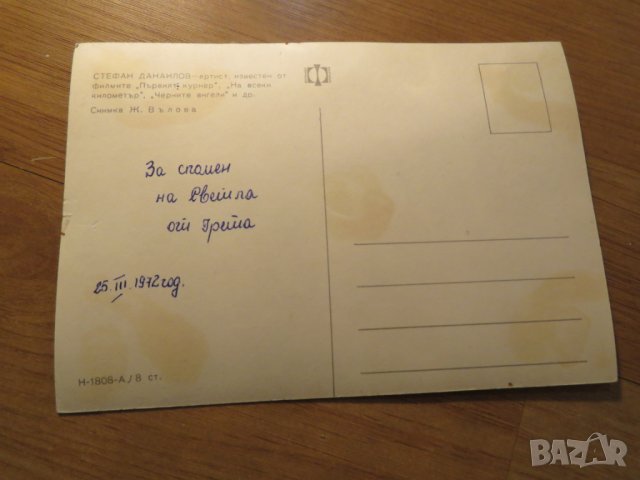 СТЕФАН ДАНАИЛОВ — артист, известен от
филмите „Първият куриер“, „На всеки
километър“, „Черните ангели“ и др.
Снимка Ж. Вълова
За спомен
на Светла
от Грета
25. III. 1972 год.
Н-1808-А / 8 ст.
BAZAR